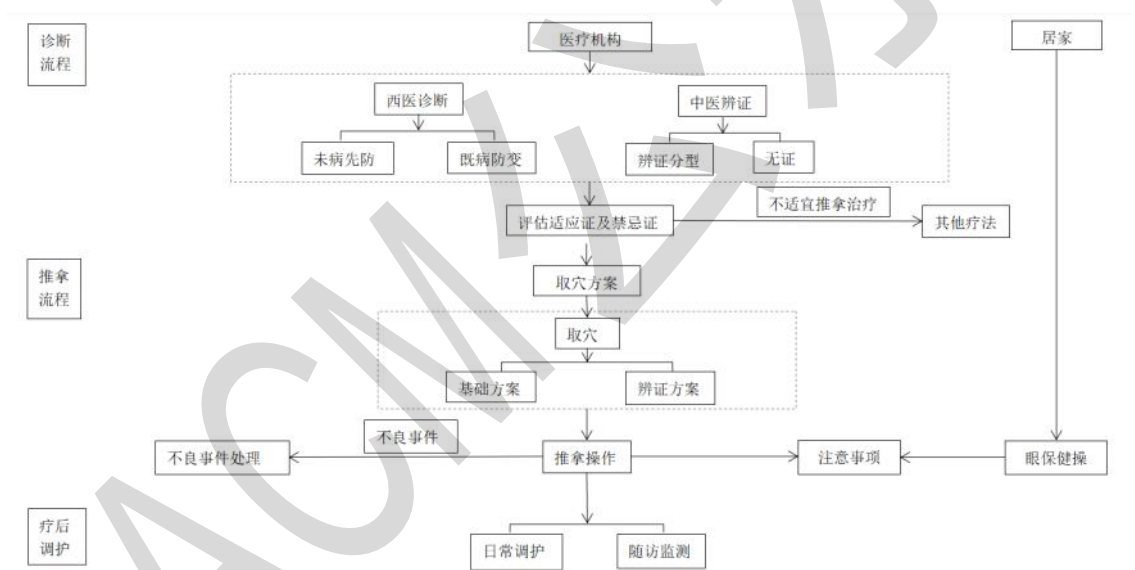 诊断
流程
医疗机构
居家
西医诊断
中医辨证
未病先防
既病防变
辨证分型
无证
不适宜推拿治疗
评估适应证及禁忌证
其他疗法
推拿
流程
取穴方案
取穴
基础方案
辨证方案
不良事件
不良事件处理
推拿操作
注意事项
眼保健操
疗后
调护
日常调护
随访监测